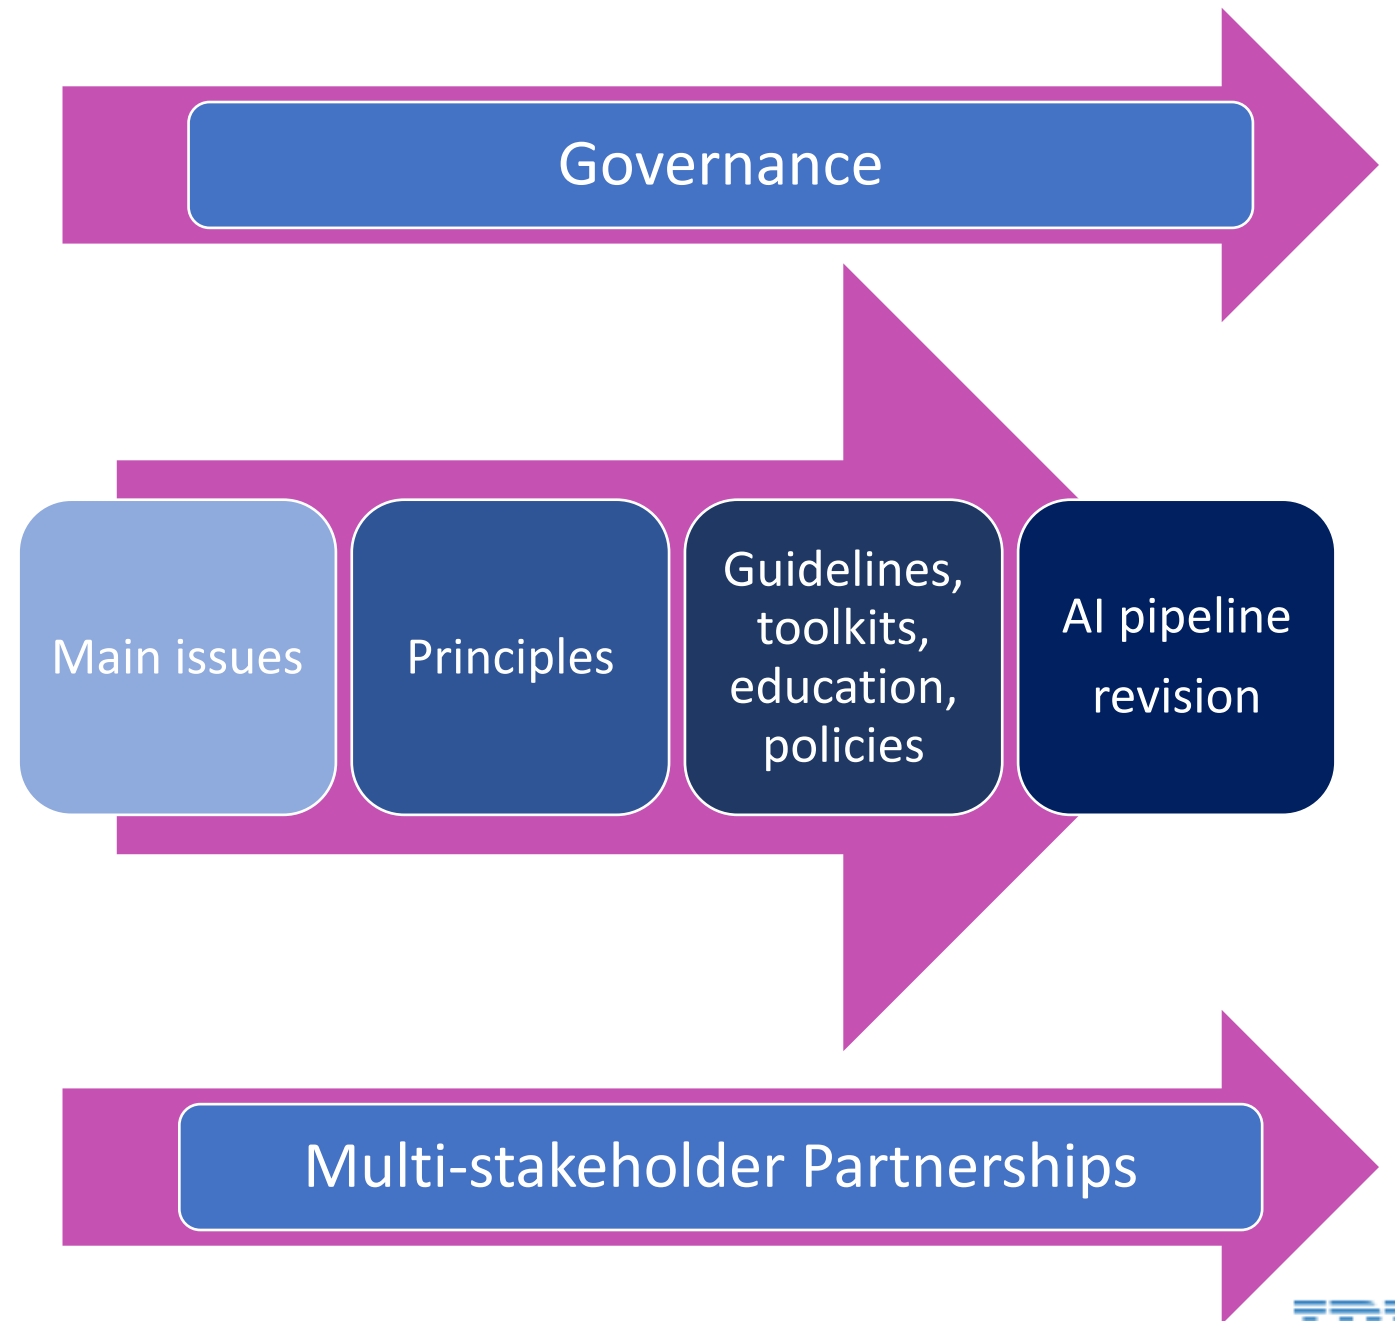 Governance
Main issues
Principles
Guidelines,
toolkits,
education,
policies
AI pipeline
revision
Multi-stakeholder Partnerships